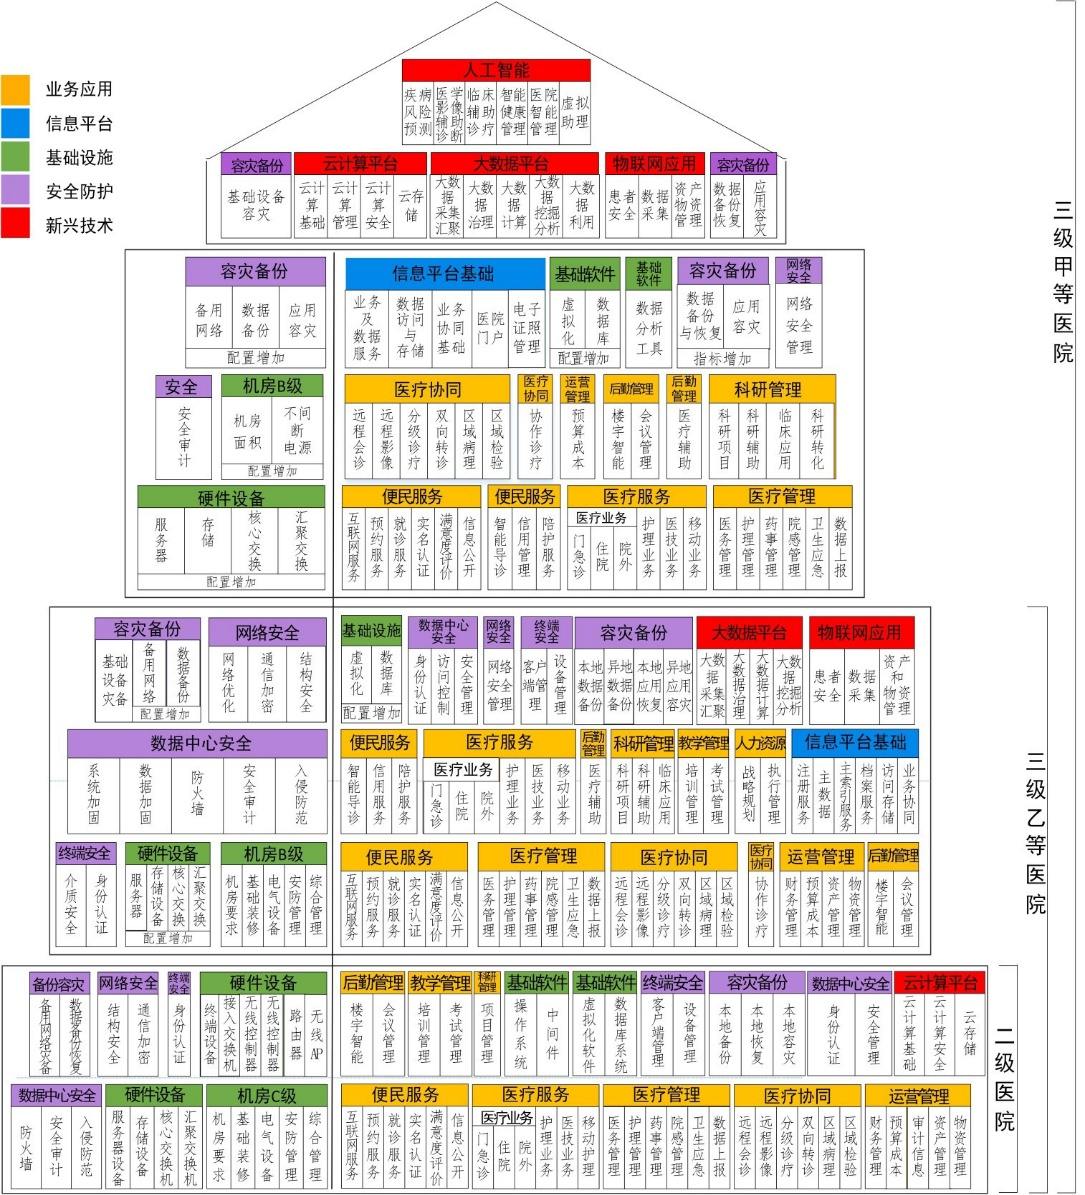 人工智能
疾病风险预测 医学影像辅助诊断 临床辅助诊疗 智能健康管理 医院智能管理 虚拟助理
业务应用
信息平台
基础设施
安全防护
新兴技术
容灾备份 云计算平台 大数据平台 物联网应用 容灾备份
基础设备容灾 云计算基础 云计算管理 云计算安全 云存储 大数据采集汇聚 大数据治理 大数据计算 大数据挖掘分析 大数据利用 患者安全 数据采集 资产物资管理 数据备份恢复 应用容灾
三级甲等医院
容灾备份 信息平台基础 基础软件 基础软件 容灾备份 网络安全
备用网络 数据备份 应用容灾 业务及数据服务 数据访问与存储 业务协同基础 医院门户 电子证照管理 虚拟化 数据库 数据分析工具 数据备份与恢复 应用容灾 网络安全管理
配置增加 配置增加 指标增加
安全 机房B级 医疗协同 医疗协同 运营管理 后勤管理 后勤管理 科研管理
安全审计 机房面积 不间断电源 远程会诊 远程影像 分级诊疗 双向转诊 区域病理 区域检验 协作诊疗 预算成本 楼宇智能 会议管理 医疗辅助 科研项目 科研辅助 临床应用 科研转化
配置增加
硬件设备 便民服务 便民服务 医疗服务 医疗管理
医疗业务
服务器 存储 核心交换 汇聚交换 互联网服务 预约服务 就诊服务 实名认证 满意度评价 信息公开 智能导诊 信用管理 陪护服务 门急诊 住院 院外 护理业务 医技业务 移动业务 医务管理 护理管理 药事管理 院感管理 卫生应急 数据上报
配置增加
容灾备份 网络安全 基础设施 数据中心安全 网络安全 终端安全 容灾备份 大数据平台 物联网应用
基础设备灾备 备用网络 数据备份 网络优化 通信加密 结构安全 虚拟化 数据库 身份认证 访问控制 安全管理 网络安全管理 客户端管理 设备管理 本地数据备份 异地数据备份 本地应用恢复 异地应用容灾 大数据采集汇聚 大数据治理 大数据计算 大数据挖掘分析 患者安全 数据采集 资产和物资管理
配置增加 配置增加
数据中心安全 便民服务 医疗服务 后勤管理 科研管理 教学管理 人力资源 信息平台基础
医疗业务
系统加固 数据加固 防火墙 安全审计 入侵防范 智能导诊 信用服务 陪护服务 门急诊 住院 院外 护理业务 医技业务 移动业务 医疗辅助 科研项目 科研辅助 临床应用 培训管理 考试管理 战略规划 执行管理 注册服务 主数据 主索引服务 档案服务 访问存储 业务协同
三级乙等医院
终端安全 硬件设备 机房B级 便民服务 医疗管理 医疗协同 医疗协同 运营管理 后勤管理
介质安全 身份认证 服务器 存储设备 核心交换 汇聚交换 机房要求 基础装修 电气设备 安防管理 综合管理 互联网服务 预约服务 就诊服务 实名认证 满意度评价 信息公开 医务管理 护理管理 药事管理 院感管理 卫生应急 数据上报 远程会诊 远程影像 分级诊疗 双向转诊 区域病理 区域检验 协作诊疗 财务管理 预算成本 资产管理 物资管理 楼宇智能 会议管理
配置增加
备份容灾 网络安全 终端安全 硬件设备 后勤管理 教学管理 科研管理 基础软件 基础软件 终端安全 容灾备份 数据中心安全 云计算平台
备用网络灾备 数据备份恢复 结构安全 通信加密 身份认证 终端设备 接入交换机 无线控制器 无线控制器 路由器 无线AP 楼宇智能 会议管理 培训管理 考试管理 项目管理 操作系统 中间件 虚拟化软件 数据库系统 客户端管理 设备管理 本地备份 本地恢复 本地容灾 身份认证 安全管理 云计算基础 云计算安全 云存储
二级医院
数据中心安全 硬件设备 机房C级 便民服务 医疗服务 医疗管理 医疗协同 运营管理
医疗业务
防火墙 安全审计 入侵防范 服务器设备 存储设备 核心交换机 汇聚交换机 机房要求 基础装修 电气设备 安防管理 综合管理 互联网服务 预约服务 就诊服务 实名认证 满意度评价 信息公开 门急诊 住院 院外 护理业务 医技业务 移动护理 医务管理 护理管理 药事管理 院感管理 卫生应急 数据上报 远程会诊 远程影像 分级诊疗 双向转诊 区域病理 区域检验 财务管理 预算成本 审计信息 资产管理 物资管理